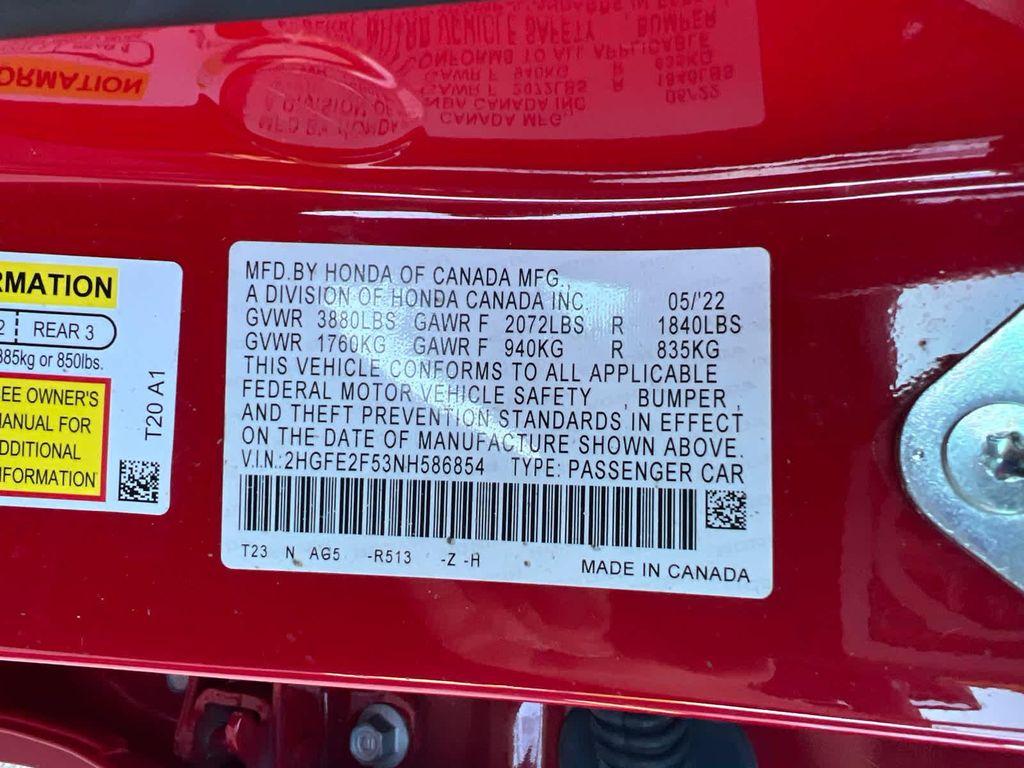 MFD.BY HONDA OF CANADA MFG.,
A DIVISION OF HONDA CANADA INC 05/'22
GVWR 3880LBS GAWR F 2072LBS R 1840LBS
GVWR 1760KG GAWR F 940KG R 835KG
THIS VEHICLE CONFORMS TO ALL APPLICABLE
FEDERAL MOTOR VEHICLE SAFETY , BUMPER ,
AND THEFT PREVENTION STANDARDS IN EFFECT
ON THE DATE OF MANUFACTURE SHOWN ABOVE.
V.I.N.:2HGFE2F53NH586854 TYPE: PASSENGER CAR
T23 N AG5 -R513 -Z -H
MADE IN CANADA
RMATION
2 REAR 3
385kg or 850lbs.
SEE OWNER'S
MANUAL FOR
ADDITIONAL
INFORMATION
T20 A1